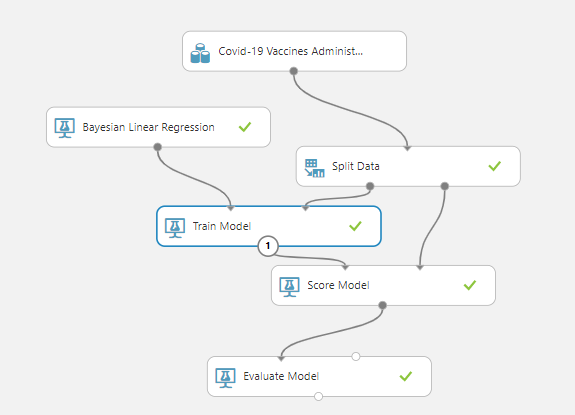 Covid-19 Vaccines Administ...
Bayesian Linear Regression
Split Data
Train Model
1
Score Model
Evaluate Model